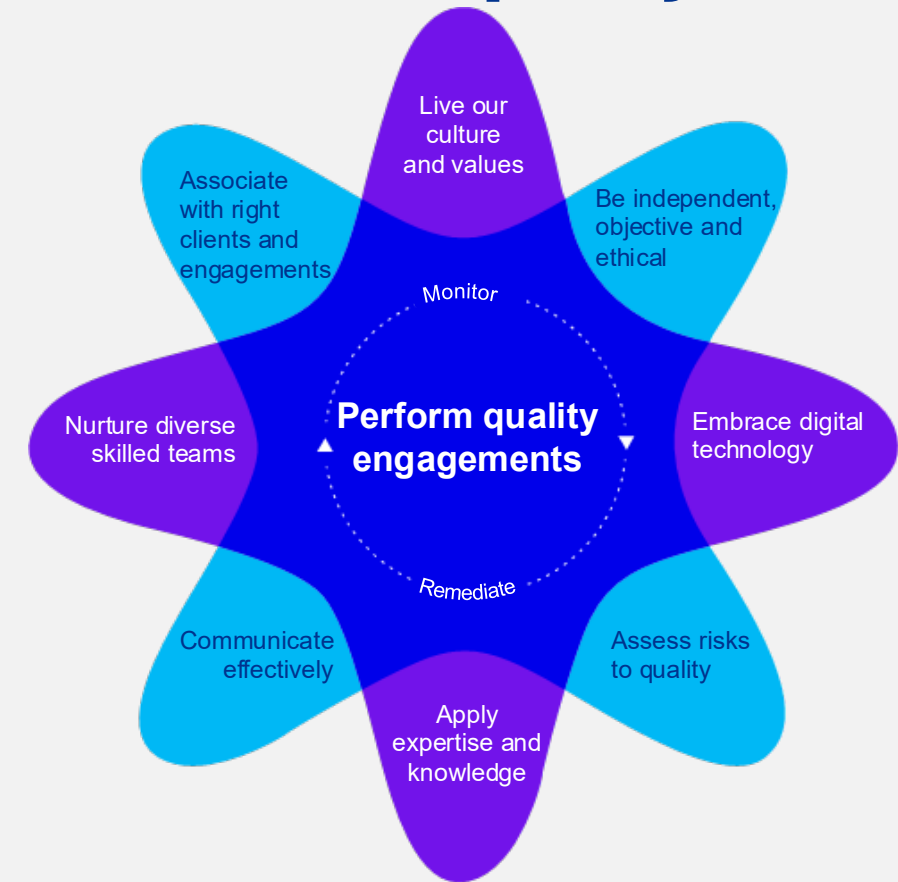 Live our
culture
and values
Be independent,
objective and
ethical
Embrace digital
technology
Assess risks
to quality
Apply
expertise and
knowledge
Communicate
effectively
Nurture diverse
skilled teams
Associate
with right
clients and
engagements
Monitor
Perform quality
engagements
Remediate